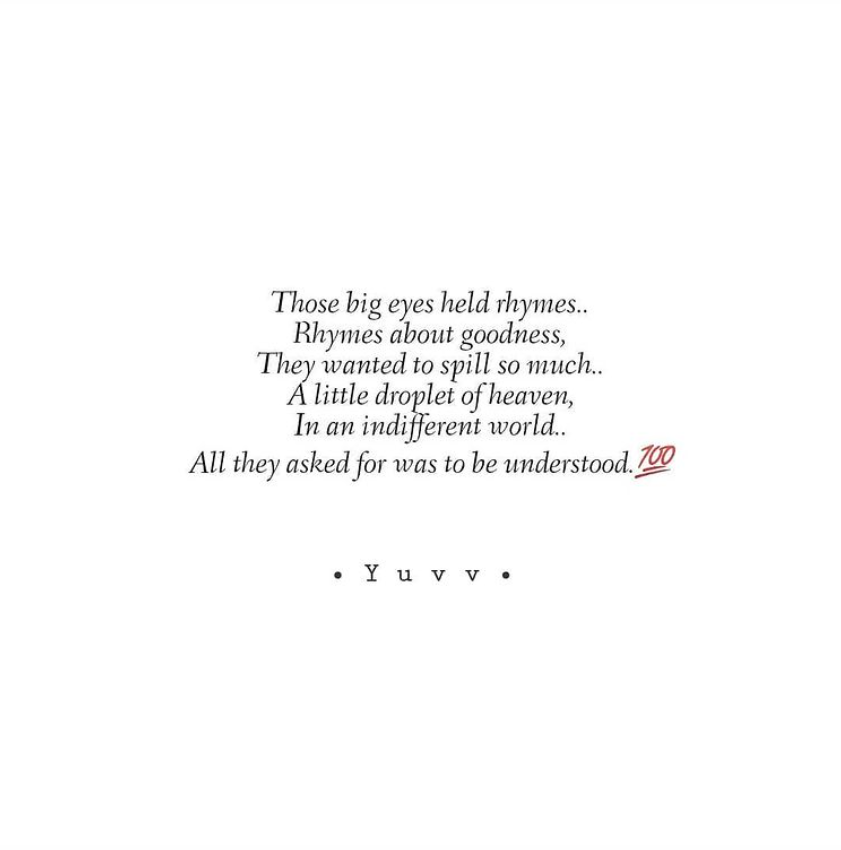 Those big eyes held rhymes..
Rhymes about goodness,
They wanted to spill so much..
A little droplet of heaven,
In an indifferent world..
All they asked for was to be understood.💯
• Y u v v •